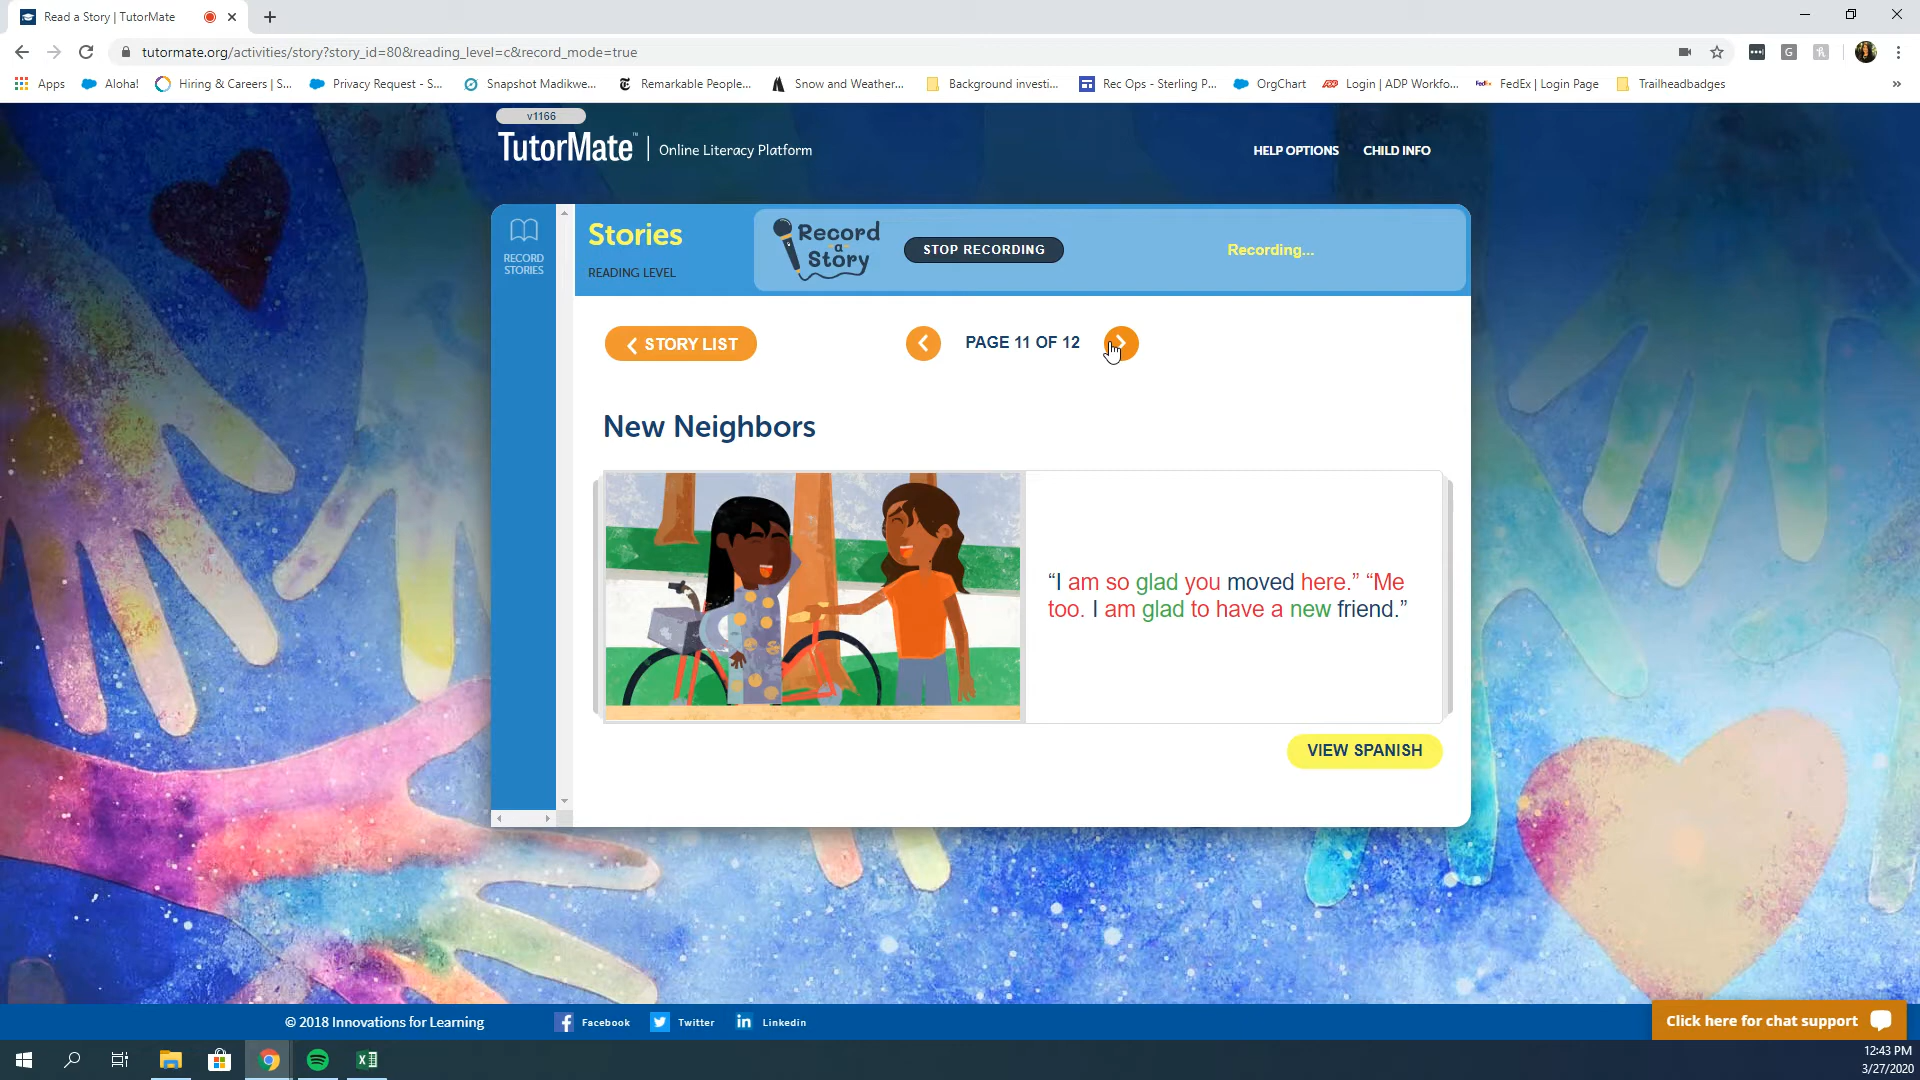 Read a Story | TutorMate
tutormate.org/activities/story?story_id=80&reading_level=c&record_mode=true
Apps Aloha! Hiring & Careers | S... Privacy Request - S... Snapshot Madikwe... Remarkable People... Snow and Weather... Background investi... Rec Ops - Sterling P... OrgChart Login | ADP Workfo... FedEx | Login Page Trailheadbadges »
v1166
TutorMate™ | Online Literacy Platform
HELP OPTIONS CHILD INFO
RECORD
STORIES
Stories
READING LEVEL
Record
a
Story
STOP RECORDING
Recording...
STORY LIST
PAGE 11 OF 12
New Neighbors
“I am so glad you moved here.” “Me
too. I am glad to have a new friend.”
VIEW SPANISH
© 2018 Innovations for Learning
Facebook Twitter Linkedin
Click here for chat support
12:43 PM
3/27/2020